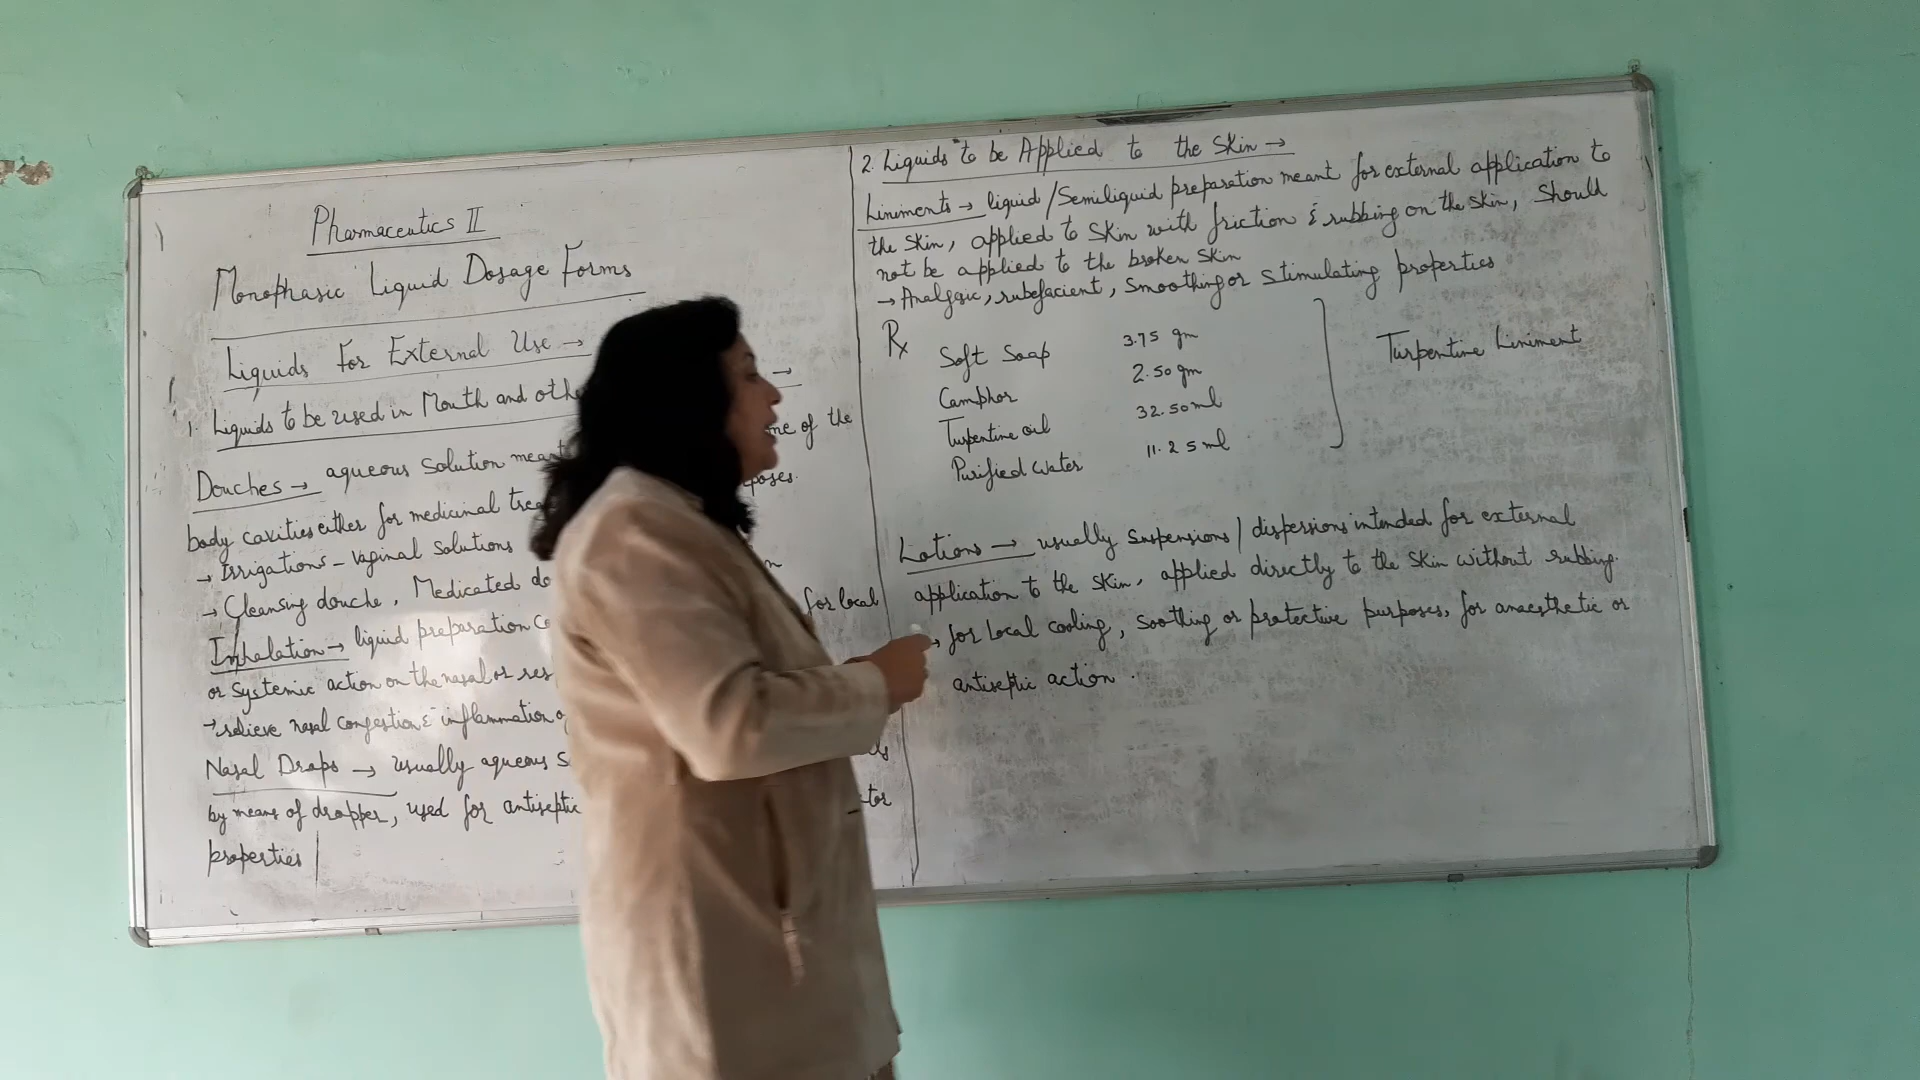 Pharmaceutics II
Monophasic Liquid Dosage Forms
Liquids For External Use →
1. Liquids to be used in Mouth and oth →
Douches → aqueous solution meant of the
body cavities either for medicinal
→ Irrigations - vaginal solutions
→ Cleansing douche, Medicated
Inhalation → liquid preparation for local
or systemic action on the nasal or
→ relieve nasal congestion & inflammation
Nasal Drops → usually aqueous
by means of dropper, used for antiseptic
properties
2. Liquids to be Applied to the Skin →
Liniments → liquid/Semiliquid preparation meant for external application to
the skin, applied to skin with friction & rubbing on the skin, Should
not be applied to the broken skin
→ Analgsic, rubefacient, Smoothing or stimulating properties
Rx
Soft Soap 3.75 gm
Camphor 2.50 gm
Turpentine oil 32.50 ml
Purified Water 11.25 ml
Turpentine Liniment
Lotions → usually suspensions/dispersions intended for external
application to the skin, applied directly to the skin without rubbing.
→ for local cooling, soothing or protective purposes, for anaesthetic or
antiseptic action.